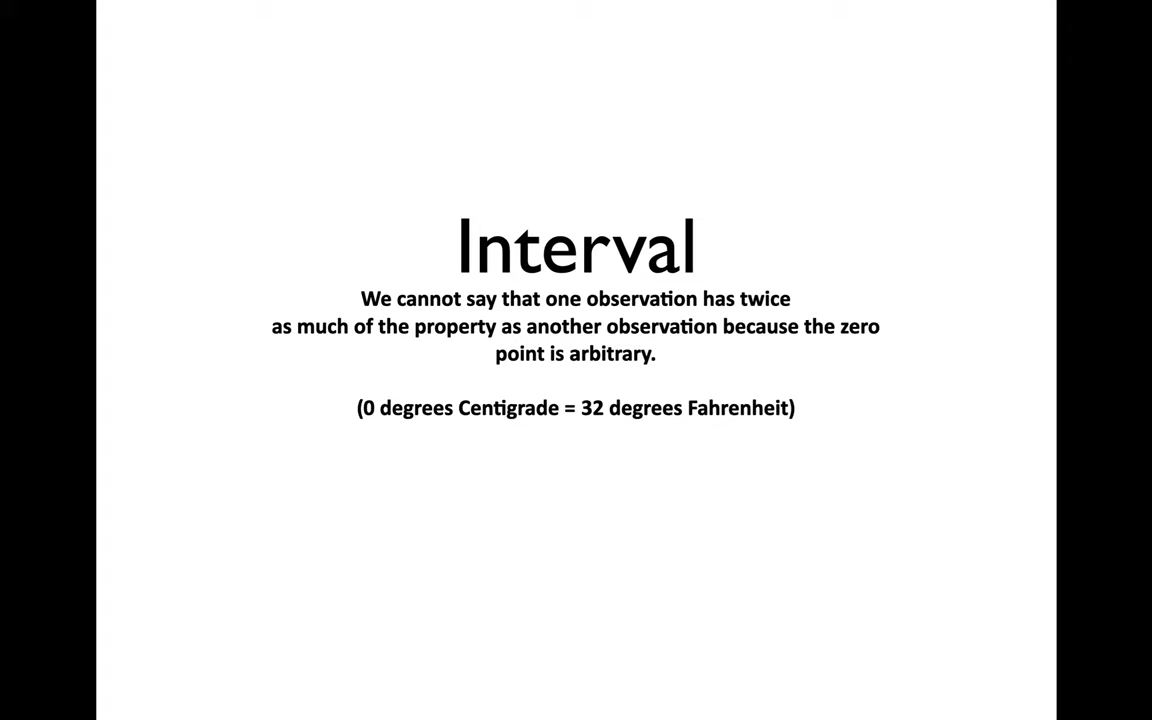 Interval
We cannot say that one observation has twice
as much of the property as another observation because the zero
point is arbitrary.
(0 degrees Centigrade = 32 degrees Fahrenheit)